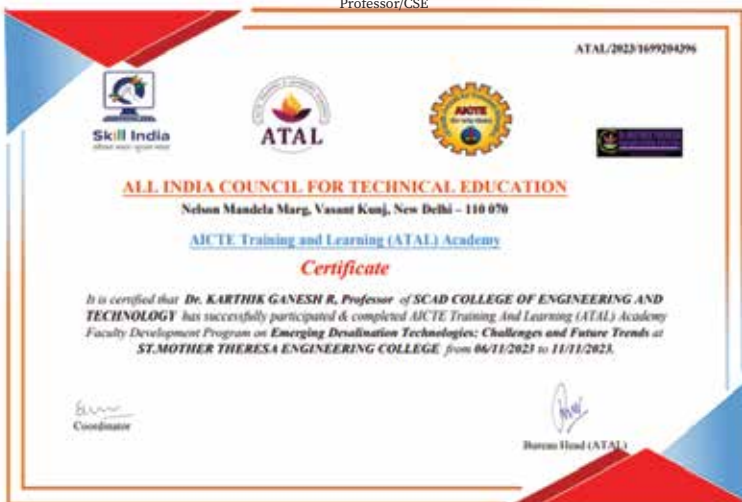 Professor/CSE
ATAL/2023/1699204396
Skill India
ATAL
AICTE
ALL INDIA COUNCIL FOR TECHNICAL EDUCATION
Nelson Mandela Marg, Vasant Kunj, New Delhi – 110 070
AICTE Training and Learning (ATAL) Academy
Certificate
It is certified that Dr. KARTHIK GANESH R, Professor of SCAD COLLEGE OF ENGINEERING AND
TECHNOLOGY has successfully participated & completed AICTE Training And Learning (ATAL) Academy
Faculty Development Program on Emerging Desalination Technologies: Challenges and Future Trends at
ST.MOTHER THERESA ENGINEERING COLLEGE from 06/11/2023 to 11/11/2023.
Coordinator
Bureau Head (ATAL)